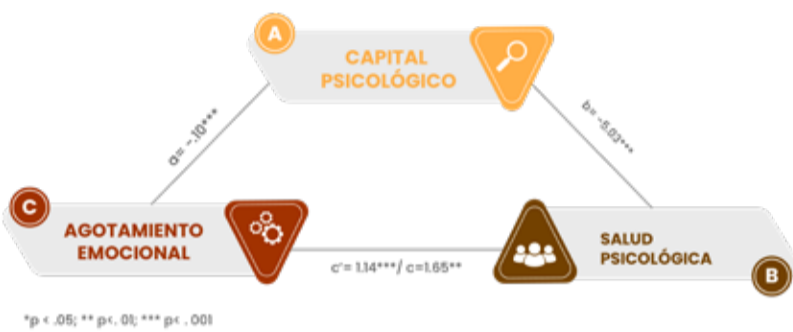 A
CAPITAL
PSICOLÓGICO
a= -.10***
b= -5.03***
C
AGOTAMIENTO
EMOCIONAL
SALUD
PSICOLÓGICA
B
c'= 1.14***/ c=1.65**
*p < .05; ** p<. 01; *** p< . 001